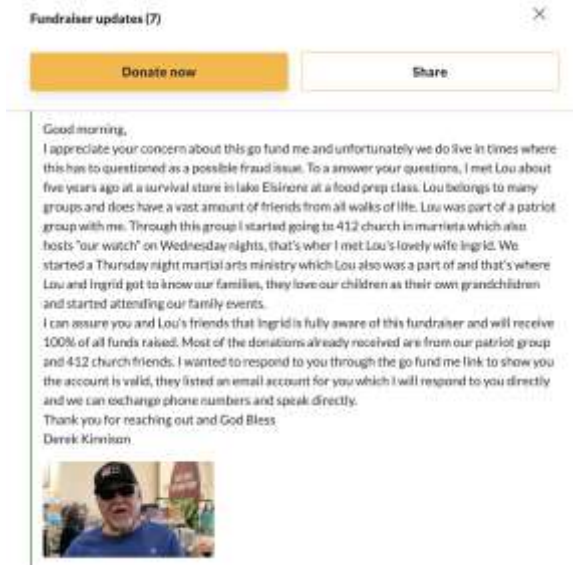 Fundraiser updates (7)
Donate now
Share
Good morning,
I appreciate your concern about this go fund me and unfortunately we do live in times where
this has to questioned as a possible fraud issue. To a answer your questions, I met Lou about
five years ago at a survival store in lake Elsinore at a food prep class. Lou belongs to many
groups and does have a vast amount of friends from all walks of life. Lou was part of a patriot
group with me. Through this group I started going to 412 church in murrieta which also
hosts "our watch" on Wednesday nights, that's wher I met Lou's lovely wife Ingrid. We
started a Thursday night martial arts ministry which Lou also was a part of and that's where
Lou and Ingrid got to know our families, they love our children as their own grandchildren
and started attending our family events.
I can assure you and Lou's friends that Ingrid is fully aware of this fundraiser and will receive
100% of all funds raised. Most of the donations already received are from our patriot group
and 412 church friends. I wanted to respond to you through the go fund me link to show you
the account is valid, they listed an email account for you which I will respond to you directly
and we can exchange phone numbers and speak directly.
Thank you for reaching out and God Bless
Derek Kinnison